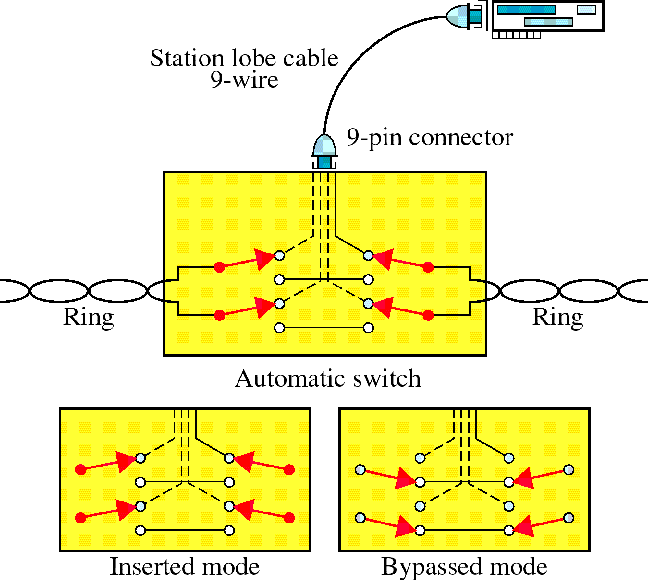 Station lobe cable
9-wire
9-pin connector
Ring
Ring
Automatic switch
Inserted mode
Bypassed mode